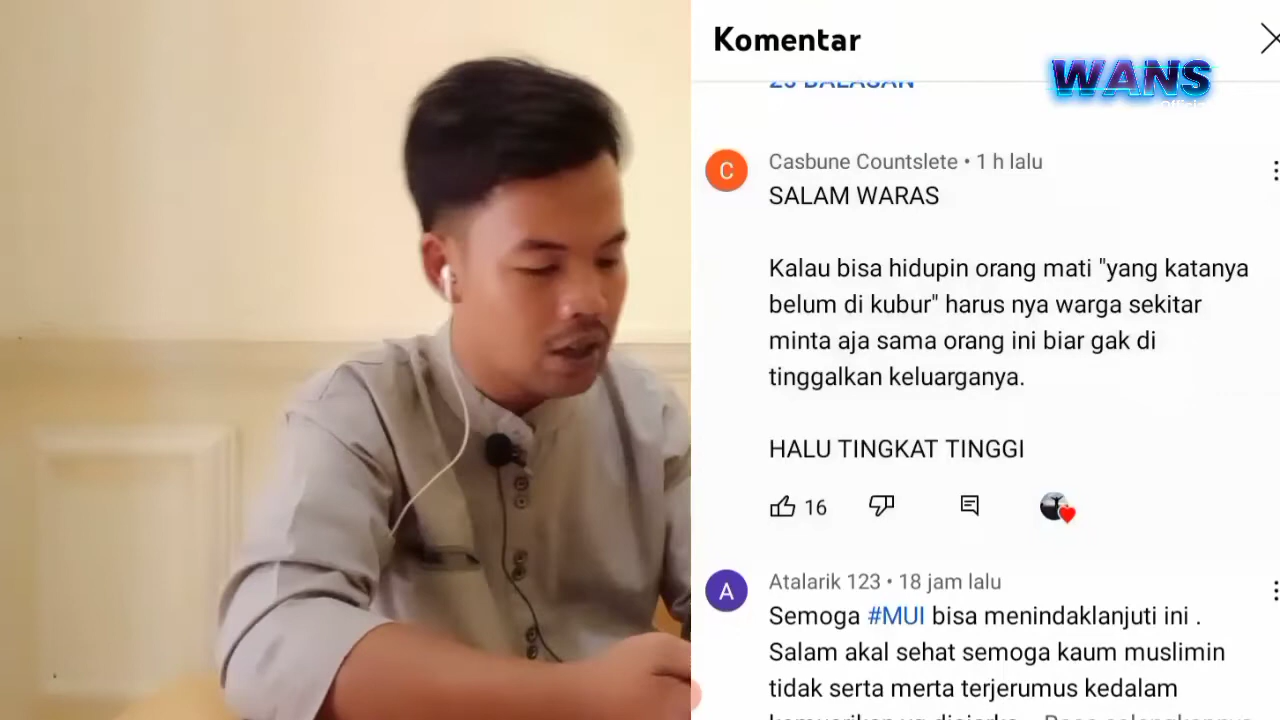 Komentar
WANS
Official
23 BALASAN
C
Casbune Countslete • 1 h lalu
SALAM WARAS
Kalau bisa hidupin orang mati "yang katanya
belum di kubur" harus nya warga sekitar
minta aja sama orang ini biar gak di
tinggalkan keluarganya.
HALU TINGKAT TINGGI
16
A
Atalarik 123 • 18 jam lalu
Semoga #MUI bisa menindaklanjuti ini .
Salam akal sehat semoga kaum muslimin
tidak serta merta terjerumus kedalam